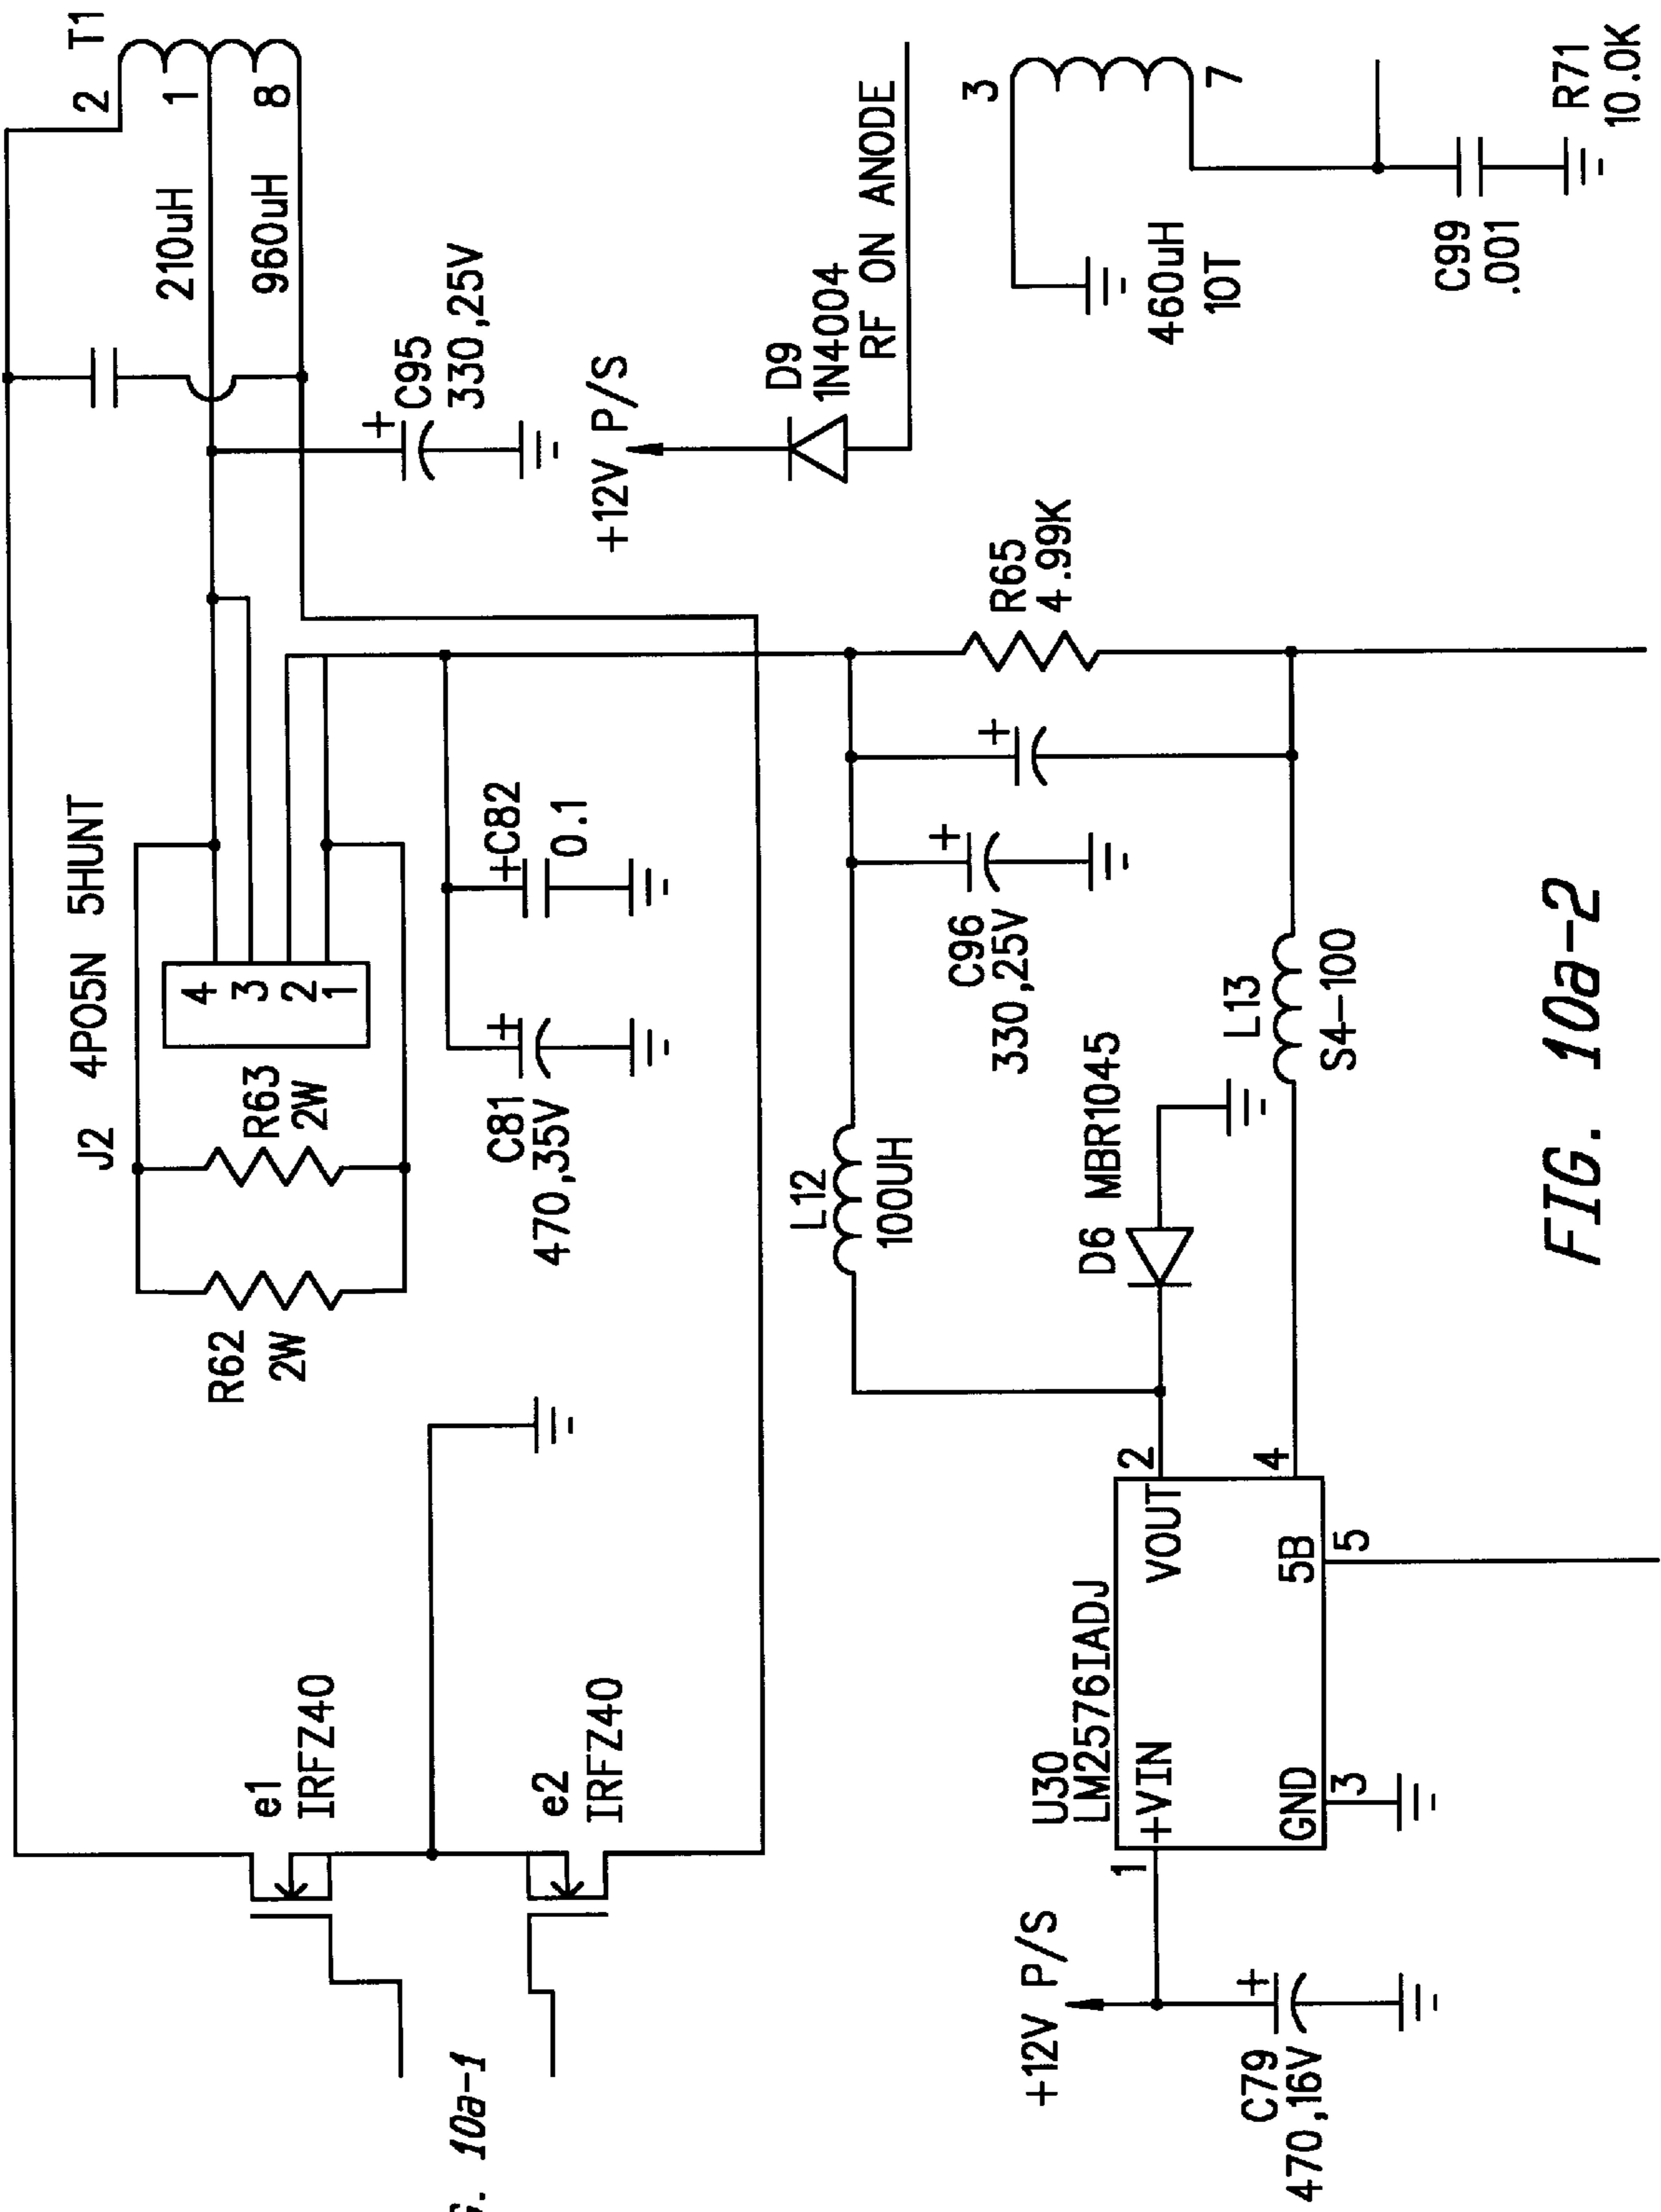 T1
2
1
8
210uH
960uH
C95
+
330,25V
+12V P/S
D9
1N4004
RF ON ANODE
3
7
460uH
10T
C99
.001
R71
10.0K
J2 4PO5N 5HUNT
4
3
2
1
R63
2W
R62
2W
+
C81
470,35V
+C82
0.1
e1
IRFZ40
e2
IRFZ40
L12
100UH
+
C96
330,25V
+
R65
4.99K
D6 MBR1045
L13
S4-100
U30
LM2576IADJ
1
+VIN
VOUT
2
4
GND
3
5B
5
+12V P/S
+
C79
470,16V
10a-1
FIG. 10a-2